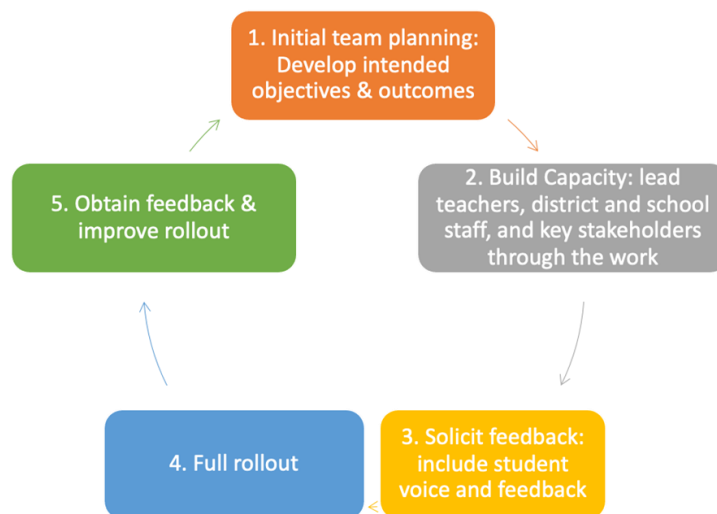 1. Initial team planning:
Develop intended
objectives & outcomes
2. Build Capacity: lead
teachers, district and school
staff, and key stakeholders
through the work
3. Solicit feedback:
include student
voice and feedback
4. Full rollout
5. Obtain feedback &
improve rollout